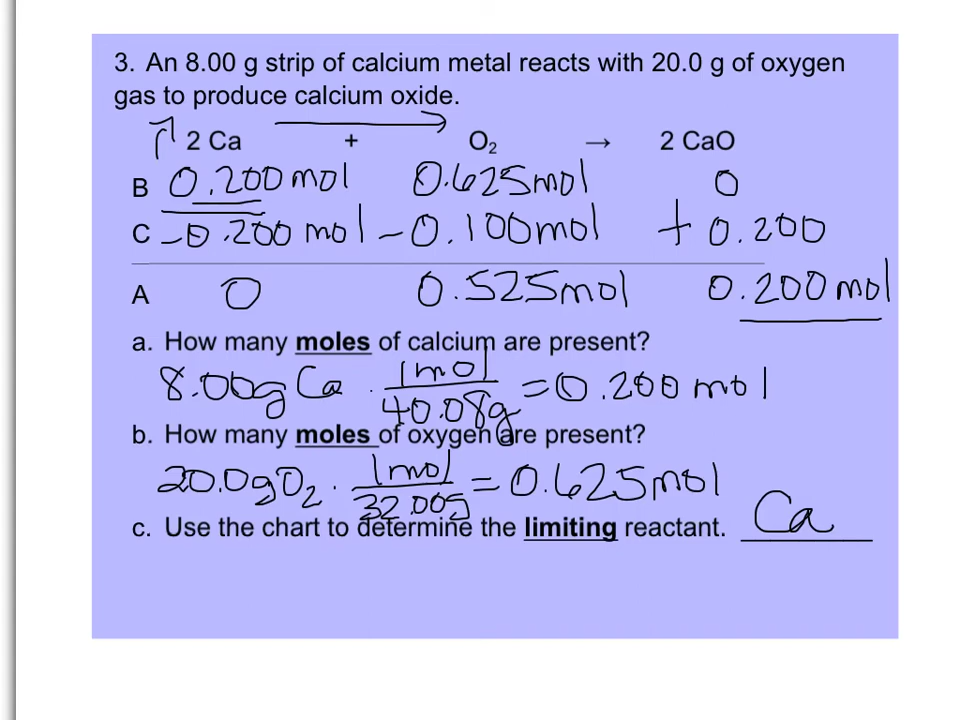 3. An 8.00 g strip of calcium metal reacts with 20.0 g of oxygen
gas to produce calcium oxide.
2 Ca + O₂ → 2 CaO
B 0.200 mol 0.625 mol 0
C -0.200 mol -0.100 mol +0.200
A 0 0.525 mol 0.200 mol
a. How many moles of calcium are present?
8.00g Ca · 1 mol / 40.08g = 0.200 mol
b. How many moles of oxygen are present?
20.0g O₂ · 1 mol / 32.00g = 0.625 mol
c. Use the chart to determine the limiting reactant. Ca